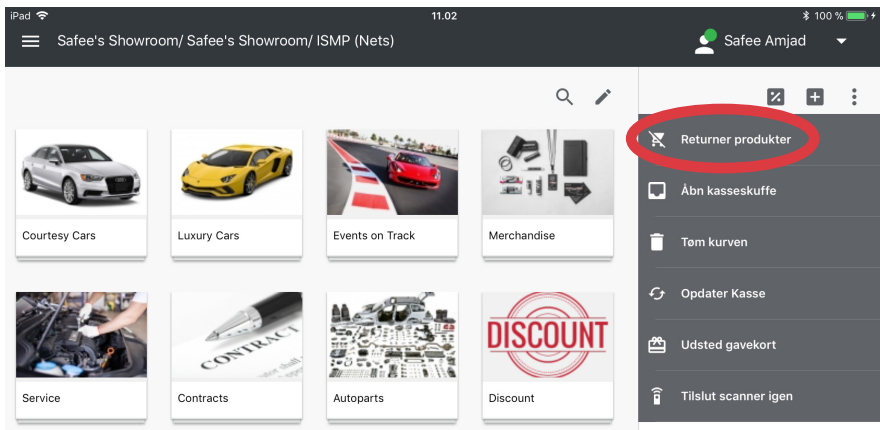 iPad 11.02 100 %
Safee's Showroom/ Safee's Showroom/ ISMP (Nets) Safee Amjad
Returner produkter
Åbn kasseskuffe
Tøm kurven
Opdater Kasse
Udsted gavekort
Tilslut scanner igen
Courtesy Cars
Luxury Cars
Events on Track
Merchandise
CONTRACT
DISCOUNT
Service
Contracts
Autoparts
Discount